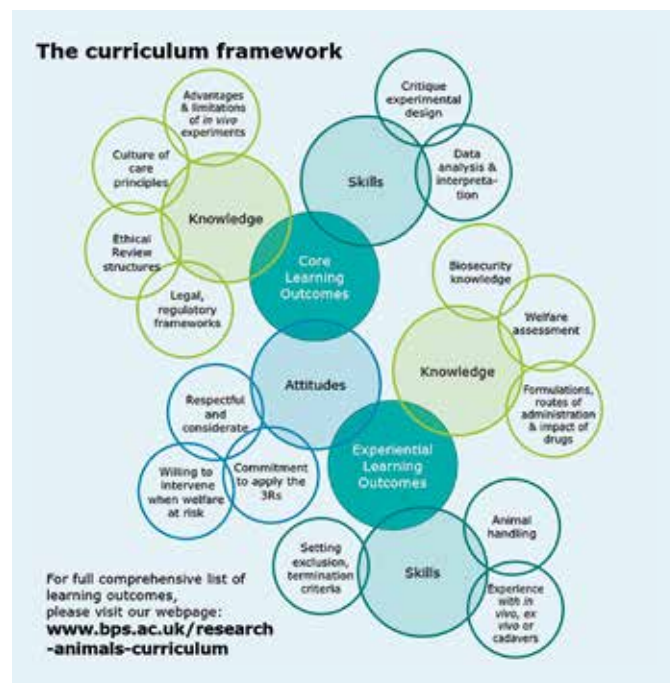 The curriculum framework
Advantages
& limitations
of in vivo
experiments
Culture of
care
principles
Ethical
Review
structures
Legal,
regulatory
frameworks
Knowledge
Critique
experimental
design
Data
analysis &
interpreta-
tion
Skills
Core
Learning
Outcomes
Attitudes
Respectful
and
considerate
Willing to
intervene
when welfare
at risk
Commitment
to apply the
3Rs
Biosecurity
knowledge
Welfare
assessment
Formulations,
routes of
administration
& impact of
drugs
Knowledge
Experiential
Learning
Outcomes
Setting
exclusion,
termination
criteria
Skills
Animal
handling
Experience
with in
vivo, ex
vivo or
cadavers
For full comprehensive list of
learning outcomes,
please visit our webpage:
www.bps.ac.uk/research
-animals-curriculum